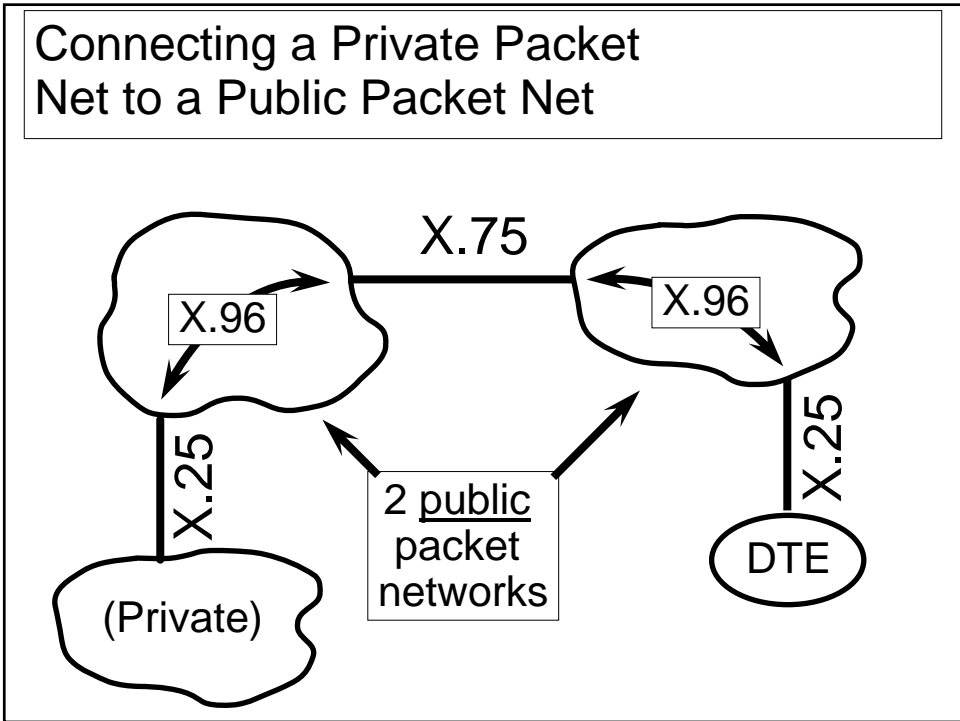 Connecting a Private Packet
Net to a Public Packet Net
X.75
X.96
X.96
X.25
X.25
2 public
packet
networks
DTE
(Private)